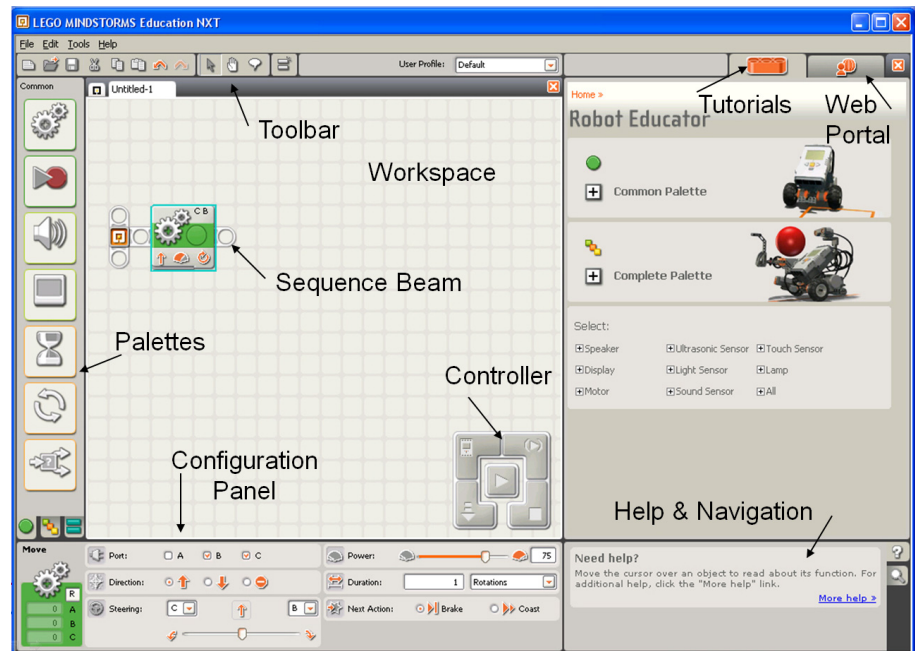 LEGO MINDSTORMS Education NXT
File Edit Tools Help
User Profile: Default
Common
Untitled-1
Toolbar
Workspace
C B
Sequence Beam
Palettes
Controller
Configuration
Panel
Tutorials
Web
Portal
Home »
Robot Educator
Common Palette
Complete Palette
Select:
Speaker Ultrasonic Sensor Touch Sensor
Display Light Sensor Lamp
Motor Sound Sensor All
Help & Navigation
Move
R
0 A
0 B
0 C
Port: A B C
Power: 75
Direction:
Duration: 1 Rotations
Steering: C B
Next Action: Brake Coast
Need help?
Move the cursor over an object to read about its function. For
additional help, click the "More help" link.
More help »
?